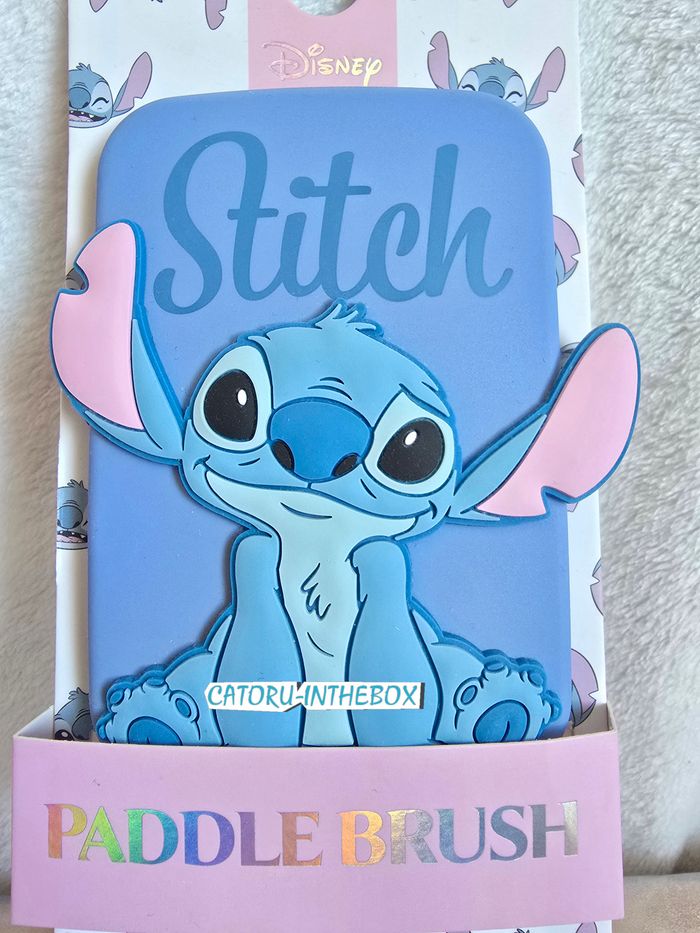 Disney
Stitch
CATORU-INTHEBOX
PADDLE BRUSH